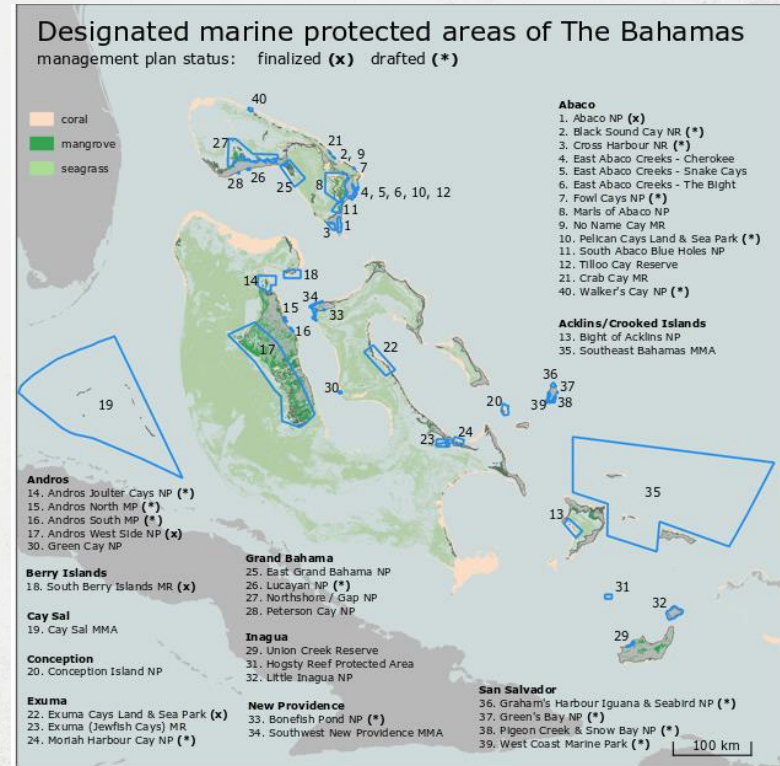 Designated marine protected areas of The Bahamas
management plan status: finalized (x) drafted (*)
coral
mangrove
seagrass
40
27
21
2, 9
7
28
26
25
8
4, 5, 6, 10, 12
11
3
1
14
18
34
33
15
16
17
22
30
19
20
36
37
39
38
23
24
35
13
31
32
29
Abaco
1. Abaco NP (x)
2. Black Sound Cay NR (*)
3. Cross Harbour NR (*)
4. East Abaco Creeks - Cherokee
5. East Abaco Creeks - Snake Cays
6. East Abaco Creeks - The Bight
7. Fowl Cays NP (*)
8. Marls of Abaco NP
9. No Name Cay MR
10. Pelican Cays Land & Sea Park (*)
11. South Abaco Blue Holes NP
12. Tilloo Cay Reserve
21. Crab Cay MR
40. Walker's Cay NP (*)
Acklins/Crooked Islands
13. Bight of Acklins NP
35. Southeast Bahamas MMA
Andros
14. Andros Joulter Cays NP (*)
15. Andros North MP (*)
16. Andros South MP (*)
17. Andros West Side NP (x)
30. Green Cay NP
Berry Islands
18. South Berry Islands MR (x)
Cay Sal
19. Cay Sal MMA
Conception
20. Conception Island NP
Exuma
22. Exuma Cays Land & Sea Park (x)
23. Exuma (Jewfish Cays) MR
24. Moriah Harbour Cay NP (*)
Grand Bahama
25. East Grand Bahama NP
26. Lucayan NP (*)
27. Northshore / Gap NP
28. Peterson Cay NP
Inagua
29. Union Creek Reserve
31. Hogsty Reef Protected Area
32. Little Inagua NP
New Providence
33. Bonefish Pond NP (*)
34. Southwest New Providence MMA
San Salvador
36. Graham's Harbour Iguana & Seabird NP (*)
37. Green's Bay NP (*)
38. Pigeon Creek & Snow Bay NP (*)
39. West Coast Marine Park (*)
100 km